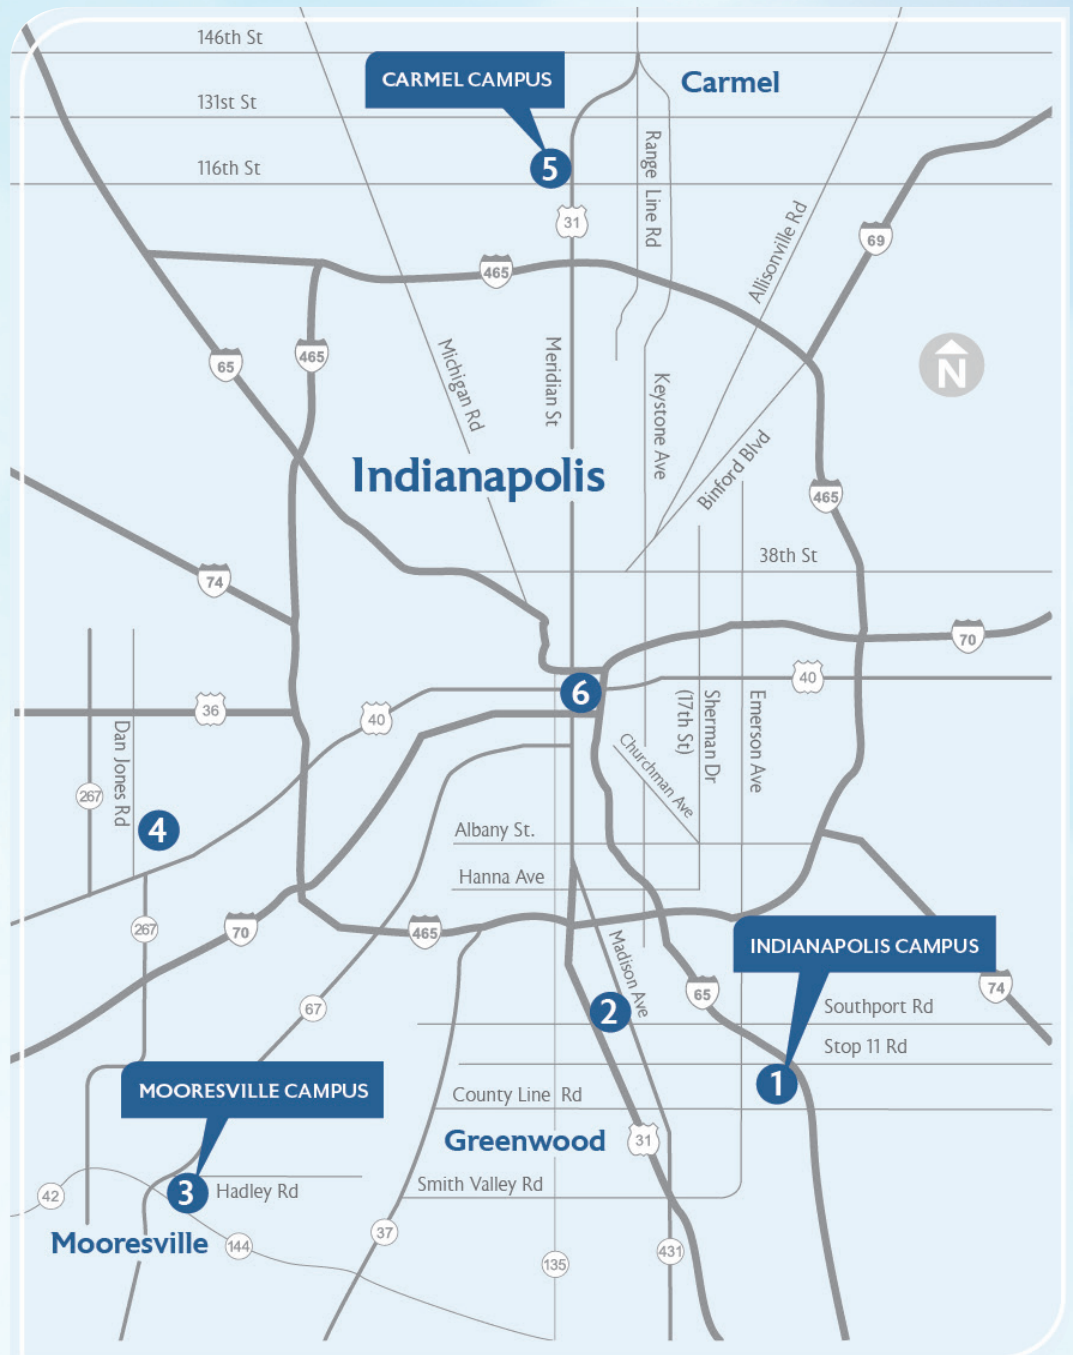 146th St
CARMEL CAMPUS
Carmel
131st St
116th St
5
Range Line Rd
31
Allisonville Rd
69
465
465
65
Michigan Rd
Meridian St
Keystone Ave
N
Indianapolis
Binford Blvd
465
38th St
74
70
40
6
36
40
Sherman Dr
(17th St)
Emerson Ave
Dan Jones Rd
Churchman Ave
267
4
Albany St.
Hanna Ave
267
70
465
Madison Ave
INDIANAPOLIS CAMPUS
65
74
67
2
Southport Rd
Stop 11 Rd
1
MOORESVILLE CAMPUS
County Line Rd
Greenwood
31
3
Hadley Rd
Smith Valley Rd
42
Mooresville
144
37
135
431